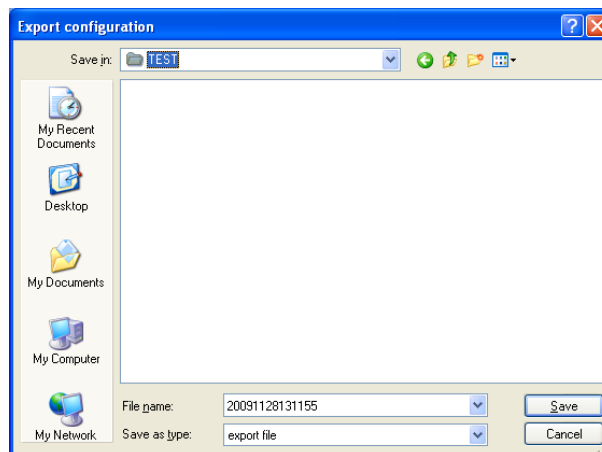 Export configuration
Save in:
TEST
My Recent
Documents
Desktop
My Documents
My Computer
My Network
File name:
20091128131155
Save
Save as type:
export file
Cancel